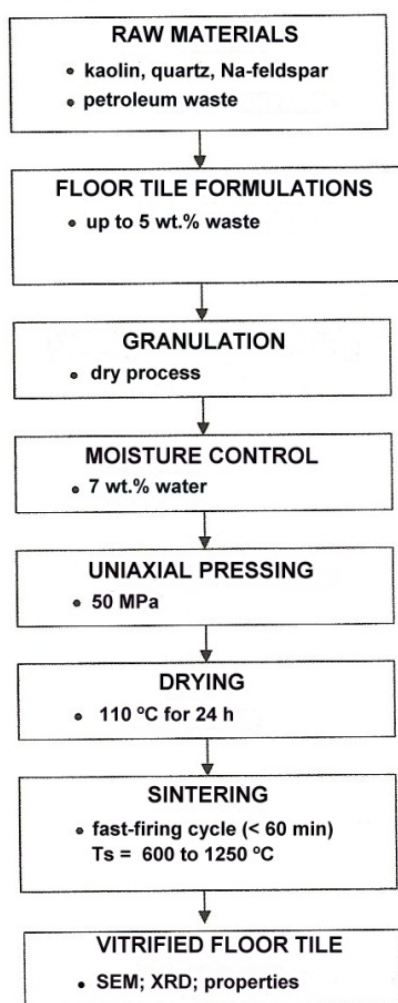 RAW MATERIALS
• kaolin, quartz, Na-feldspar
• petroleum waste
FLOOR TILE FORMULATIONS
• up to 5 wt.% waste
GRANULATION
• dry process
MOISTURE CONTROL
• 7 wt.% water
UNIAXIAL PRESSING
• 50 MPa
DRYING
• 110 ºC for 24 h
SINTERING
• fast-firing cycle (< 60 min)
Ts = 600 to 1250 ºC
VITRIFIED FLOOR TILE
• SEM; XRD; properties